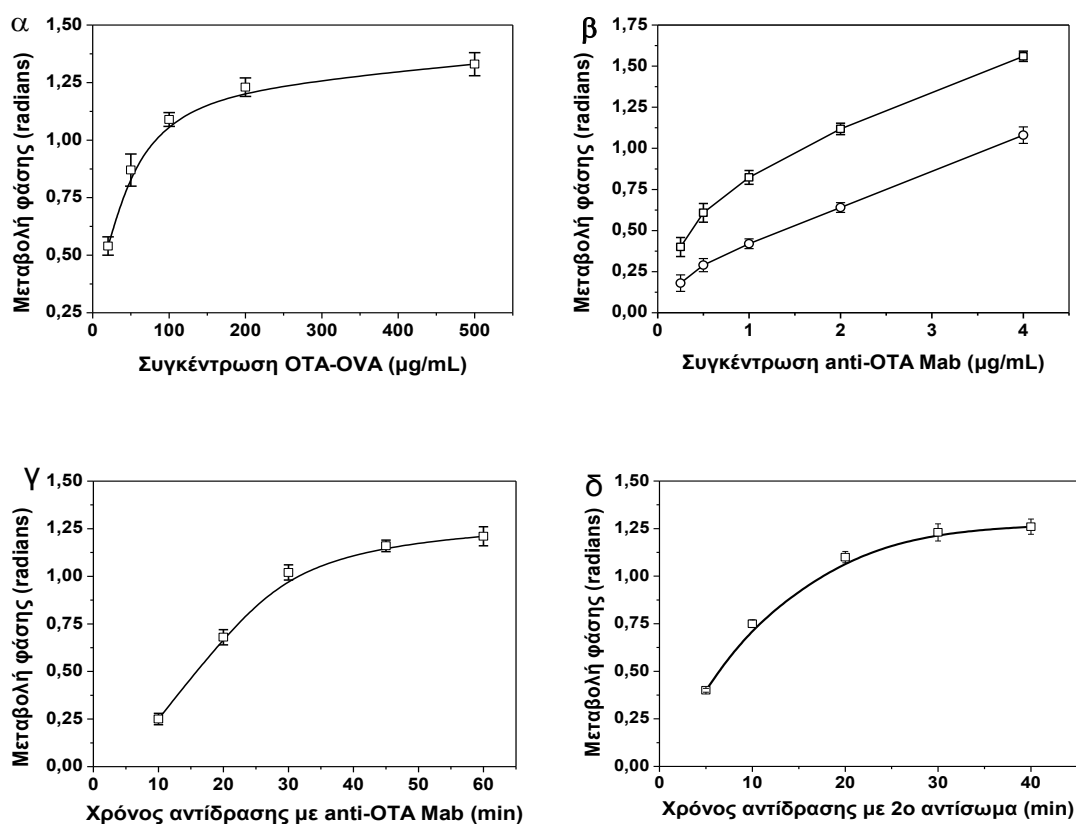 α
1,50
1,25
1,00
0,75
0,50
0,25
Μεταβολή φάσης (radians)
0 100 200 300 400 500
Συγκέντρωση OTA-OVA (μg/mL)
β
1,75
1,50
1,25
1,00
0,75
0,50
0,25
0,00
Μεταβολή φάσης (radians)
0 1 2 3 4
Συγκέντρωση anti-OTA Mab (μg/mL)
γ
1,50
1,25
1,00
0,75
0,50
0,25
0,00
Μεταβολή φάσης (radians)
0 10 20 30 40 50 60
Χρόνος αντίδρασης με anti-OTA Mab (min)
δ
1,50
1,25
1,00
0,75
0,50
0,25
0,00
Μεταβολή φάσης (radians)
0 10 20 30 40
Χρόνος αντίδρασης με 2ο αντίσωμα (min)